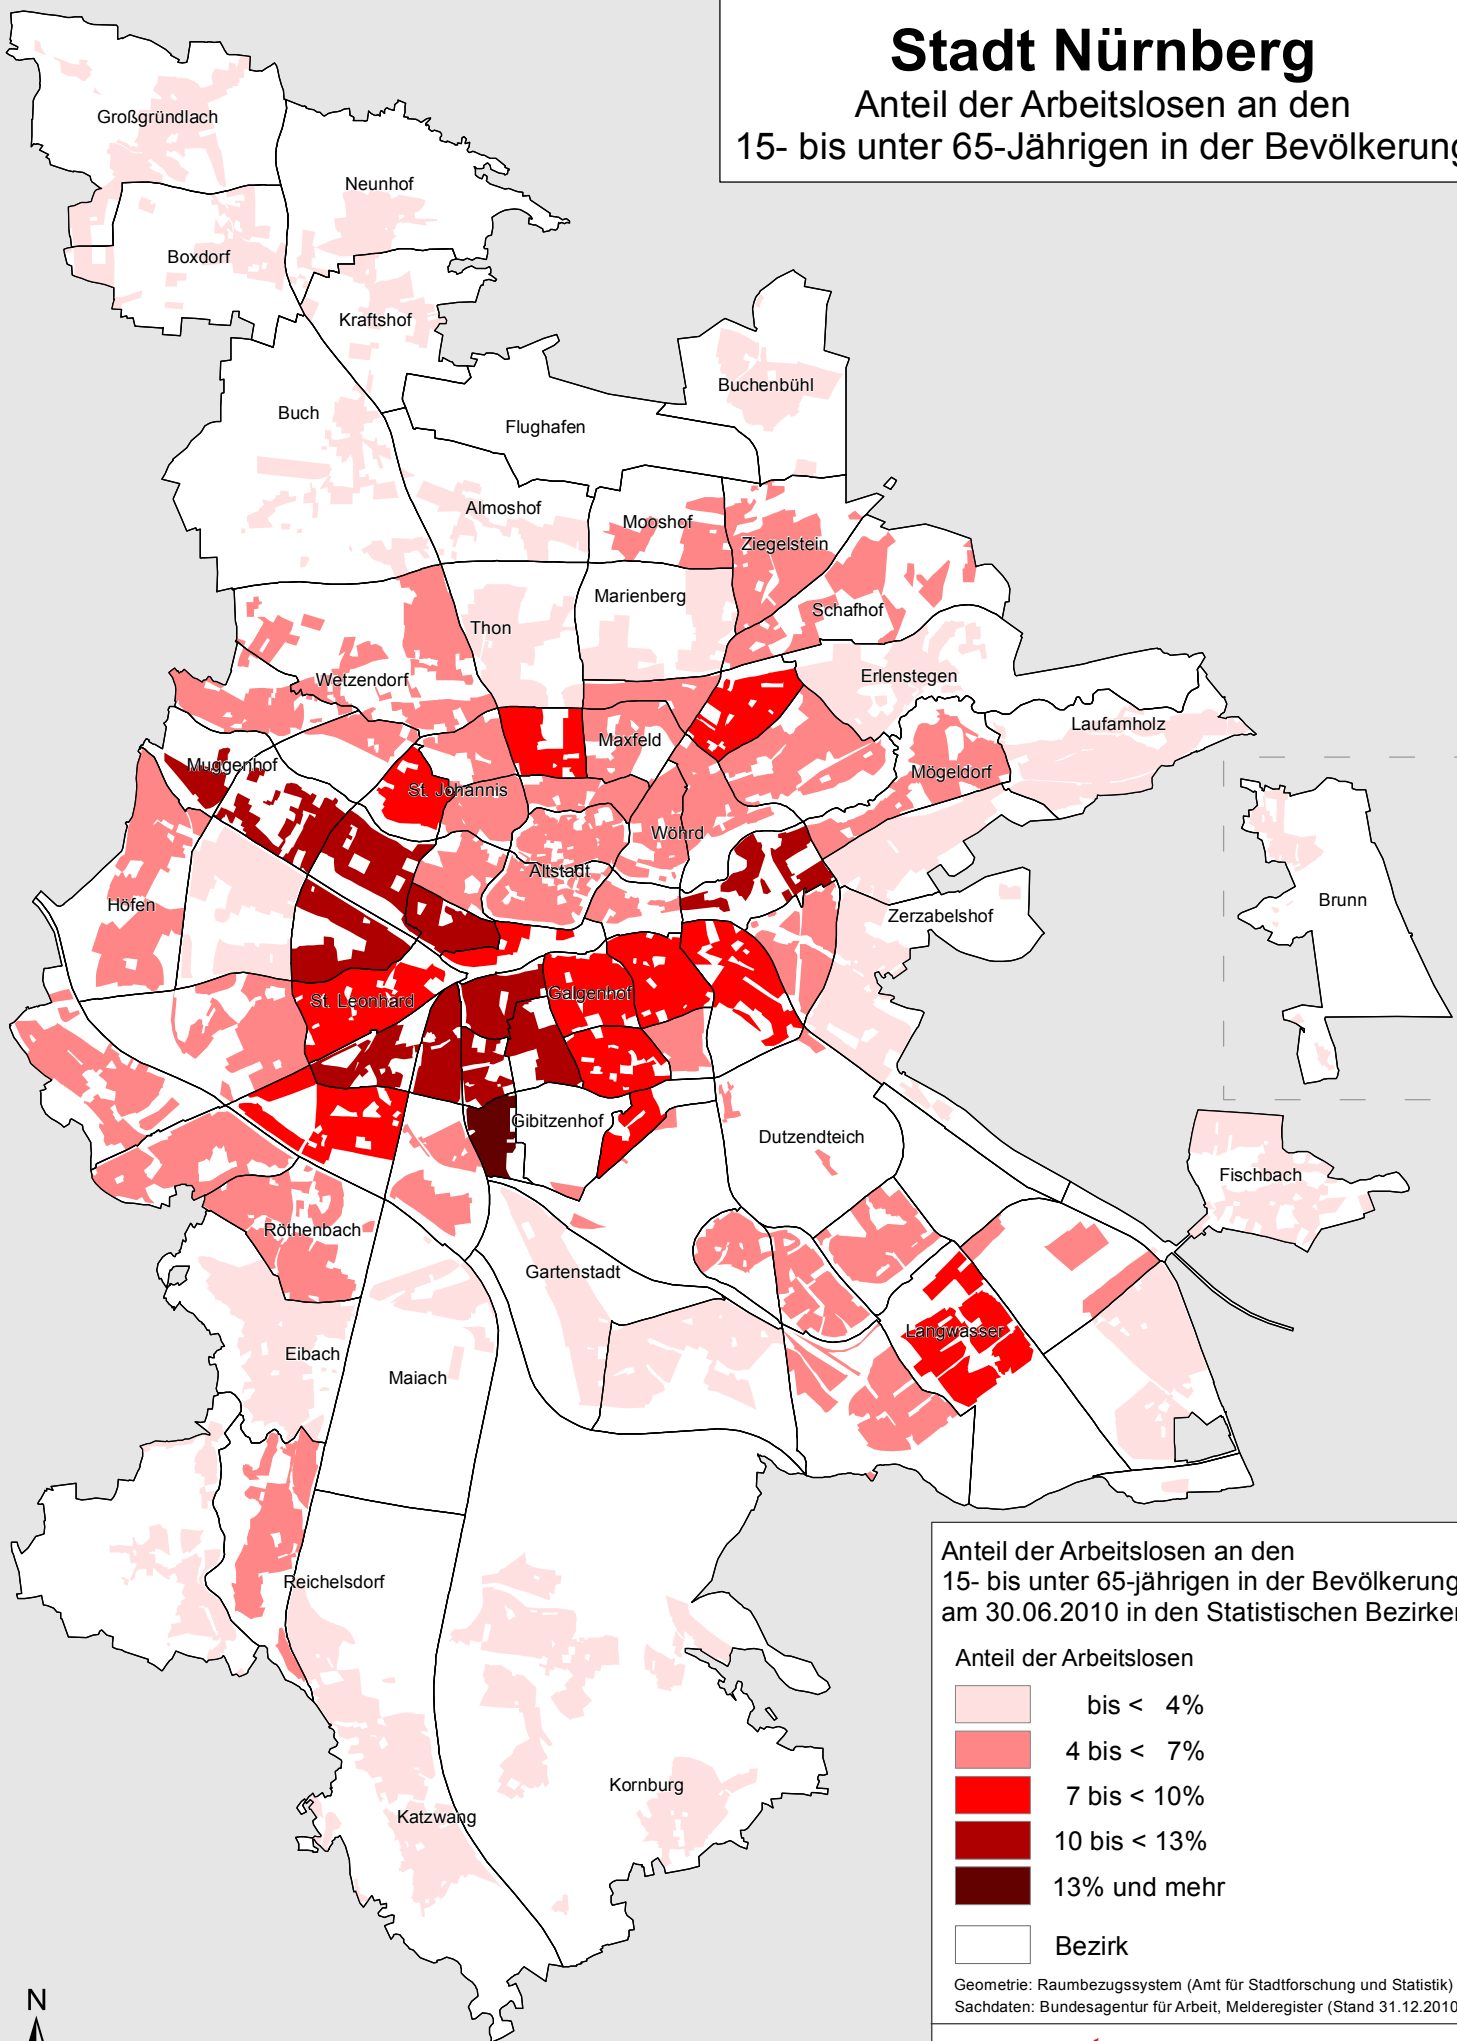 Stadt Nürnberg
Anteil der Arbeitslosen an den
15- bis unter 65-Jährigen in der Bevölkerung
Großgründlach
Neunhof
Boxdorf
Kraftshof
Buchenbühl
Buch
Flughafen
Almoshof
Mooshof
Ziegelstein
Marienberg
Schafhof
Thon
Erlenstegen
Wetzendorf
Laufamholz
Maxfeld
Muggenhof
Mögeldorf
St. Johannis
Wöhrd
Altstadt
Brunn
Höfen
Zerzabelshof
Galgenhof
St. Leonhard
Gibitzenhof
Dutzendteich
Fischbach
Röthenbach
Gartenstadt
Langwasser
Eibach
Maiach
Reichelsdorf
Kornburg
Katzwang
Anteil der Arbeitslosen an den
15- bis unter 65-jährigen in der Bevölkerung
am 30.06.2010 in den Statistischen
Anteil der Arbeitslosen
bis < 4%
4 bis < 7%
7 bis < 10%
10 bis < 13%
13% und mehr
Bezirk
Geometrie: Raumbezugssystem (Amt für Stadtforschung und Statistik)
Sachdaten: Bundesagentur für Arbeit, Melderegister (Stand 31.12.2010
N